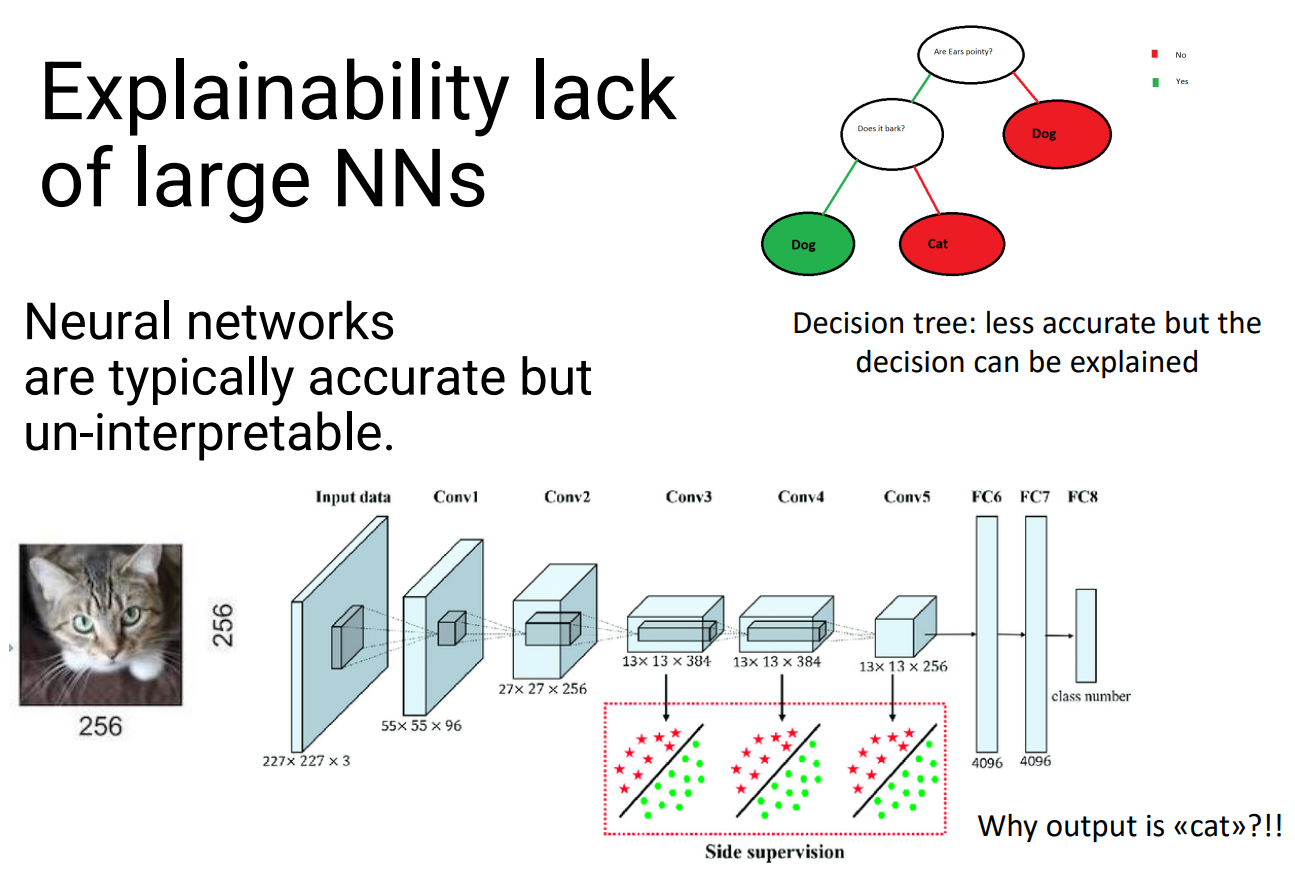 Explainability lack
of large NNs
Are Ears pointy?
No
Yes
Does it bark?
Dog
Dog
Cat
Neural networks
are typically accurate but
un-interpretable.
Decision tree: less accurate but the
decision can be explained
Input data Conv1 Conv2 Conv3 Conv4 Conv5 FC6 FC7 FC8
256
256
13× 13 × 384 13× 13 × 384 13× 13 × 256
27× 27 × 256
class number
55× 55 × 96
227× 227 × 3
4096 4096
Why output is «cat»?!!
Side supervision